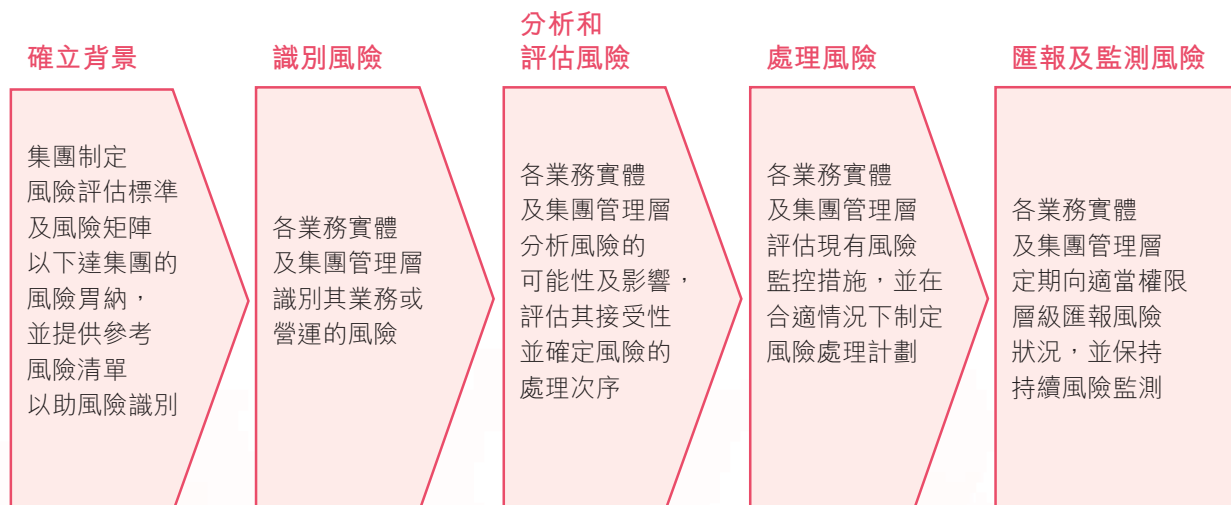 確立背景
集團制定
風險評估標準
及風險矩陣
以下達集團的
風險胃納，
並提供參考
風險清單
以助風險識別
識別風險
各業務實體
及集團管理層
識別其業務或
營運的風險
分析和
評估風險
各業務實體
及集團管理層
分析風險的
可能性及影響，
評估其接受性
並確定風險的
處理次序
處理風險
各業務實體
及集團管理層
評估現有風險
監控措施，並在
合適情況下制定
風險處理計劃
匯報及監測風險
各業務實體
及集團管理層
定期向適當權限
層級匯報風險
狀況，並保持
持續風險監測